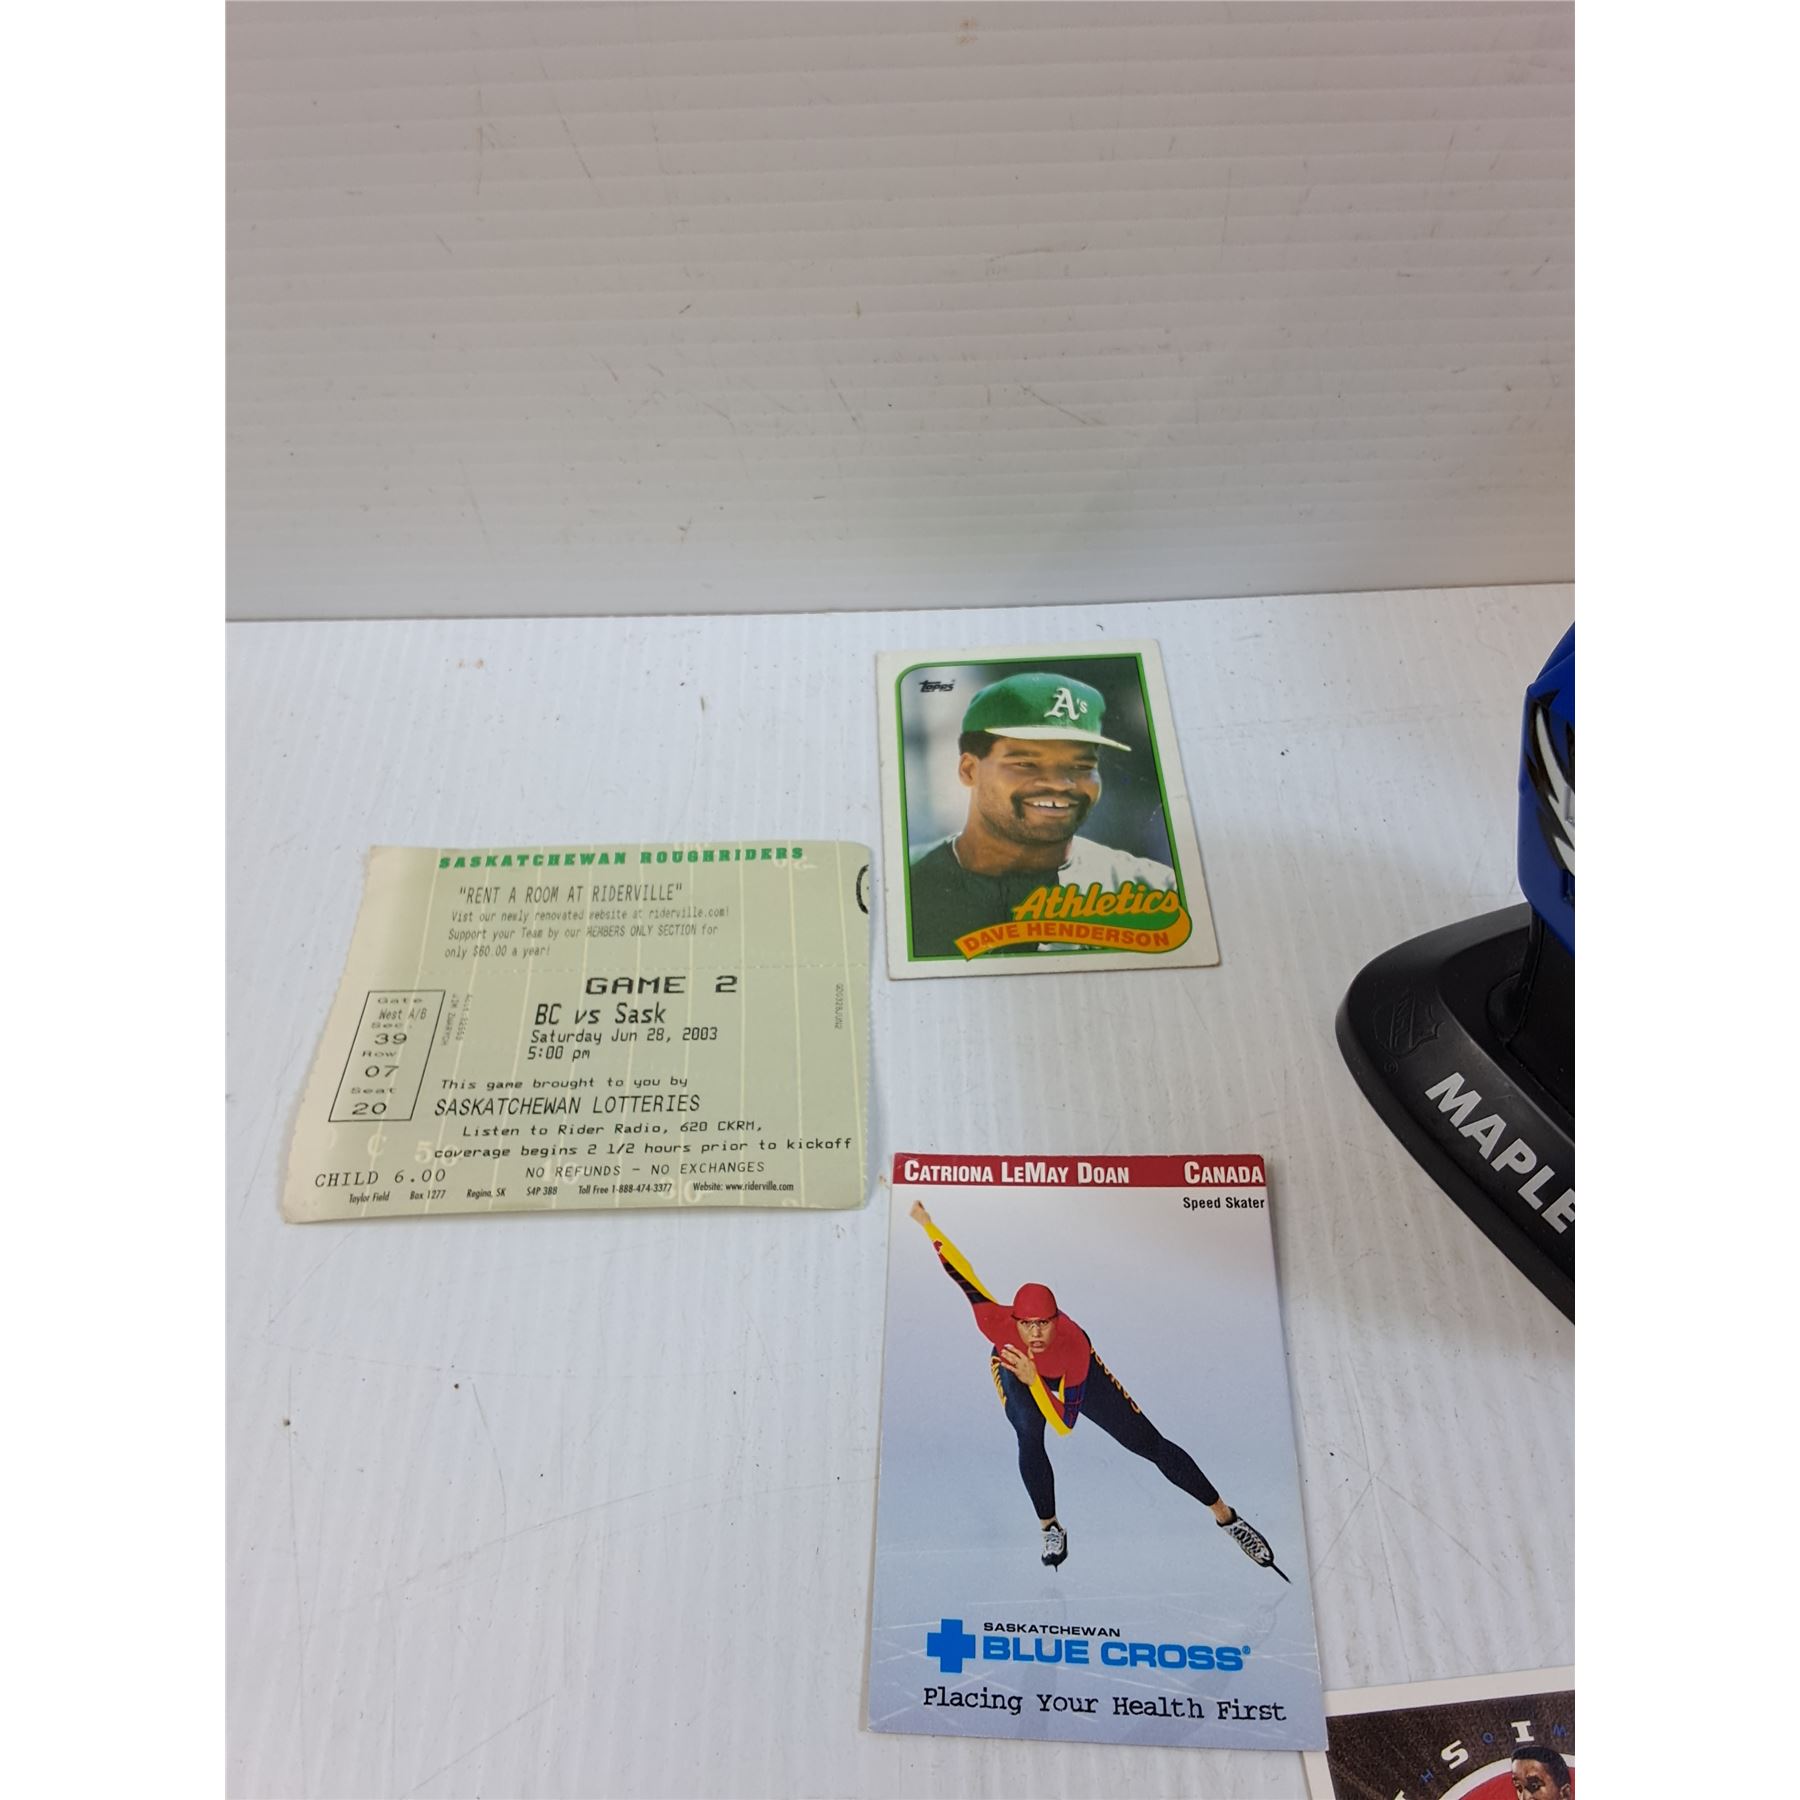 SASKATCHEWAN ROUGHRIDERS
"RENT A ROOM AT RIDERVILLE"
Vist our newly renovated website at riderville.com!
Support your Team by our MEMBERS ONLY SECTION for
only $60.00 a year!
GAME 2
BC vs Sask
Saturday Jun 28, 2003
5:00 pm
Gate
West A/B
Sec.
39
Row
07
Seat
20
This game brought to you by
SASKATCHEWAN LOTTERIES
Listen to Rider Radio, 620 CKRM,
coverage begins 2 1/2 hours prior to kickoff
CHILD 6.00
NO REFUNDS - NO EXCHANGES
Taylor Field Box 1277 Regina, SK S4P 3B8 Toll Free 1-888-474-3377 Website: www.riderville.com
50
TOPPS
A's
Athletics
DAVE HENDERSON
MAPLE
CATRIONA LEMAY DOAN CANADA
Speed Skater
SASKATCHEWAN
BLUE CROSS®
Placing Your Health First